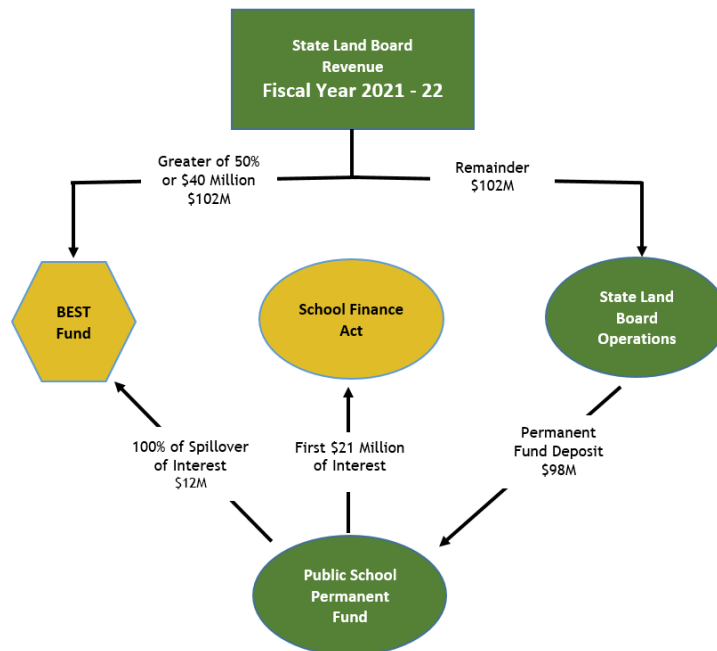 State Land Board
Revenue
Fiscal Year 2021 - 22
Greater of 50%
or $40 Million
$102M
Remainder
$102M
BEST
Fund
School Finance
Act
State Land
Board
Operations
100% of Spillover
of Interest
$12M
First $21 Million
of Interest
Permanent
Fund Deposit
$98M
Public School
Permanent
Fund